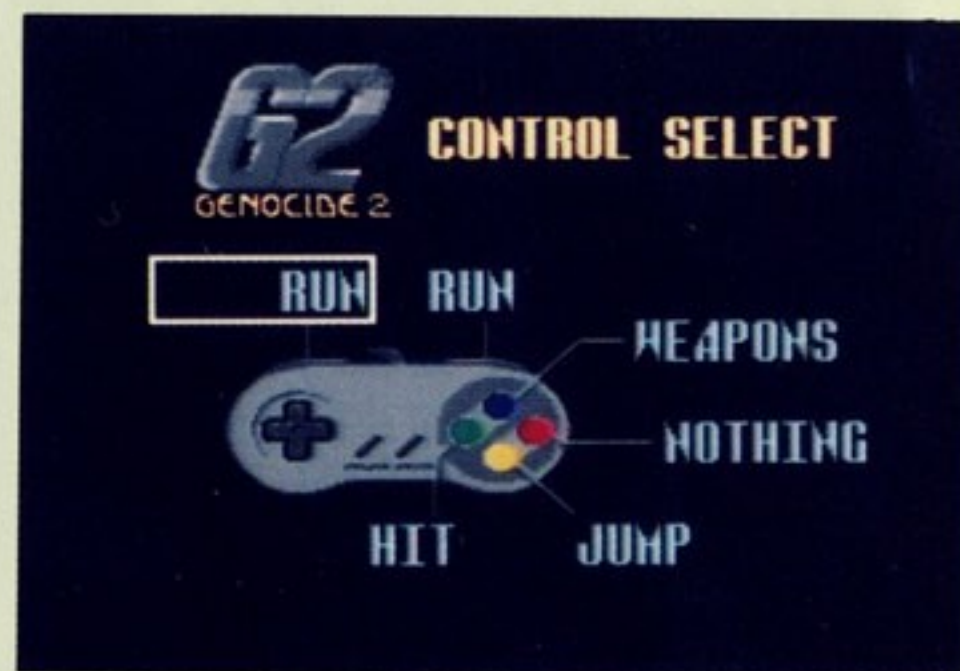 G2
CONTROL SELECT
GENOCIDE 2
RUN
RUN
WEAPONS
NOTHING
HIT
JUMP